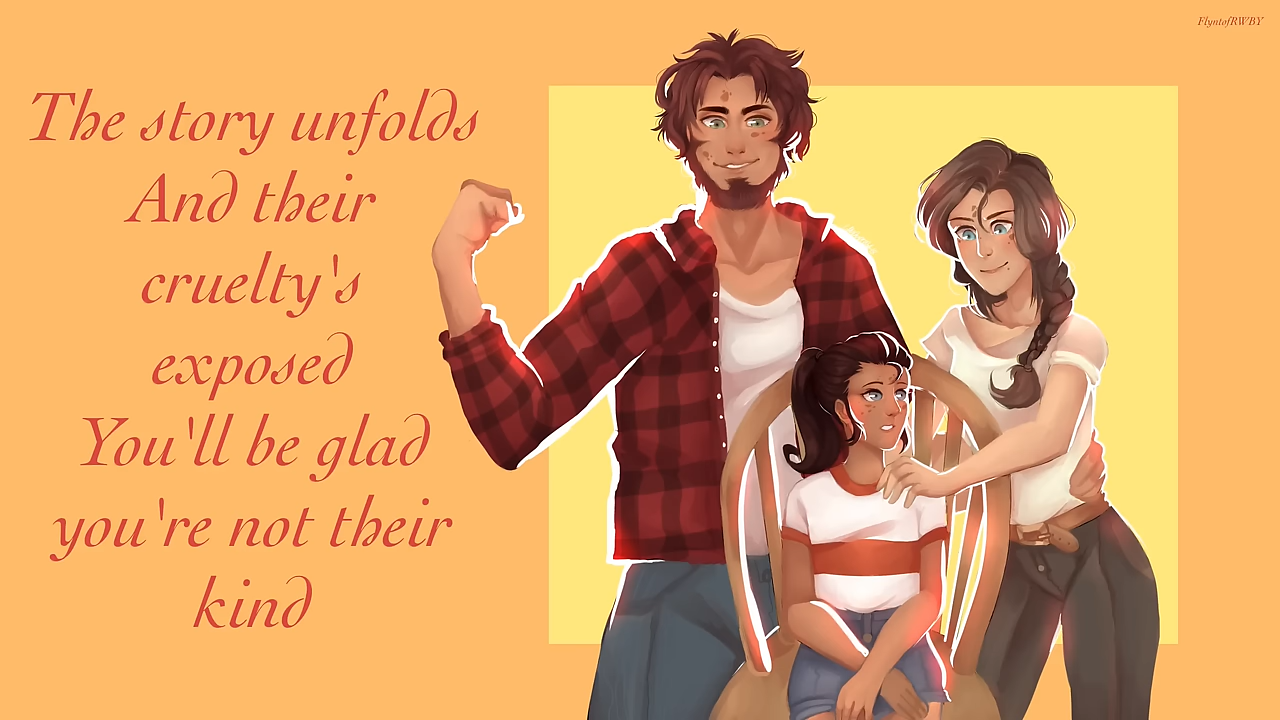 FlyntofRWBY
The story unfolds
And their
cruelty's
exposed
You'll be glad
you're not their
kind